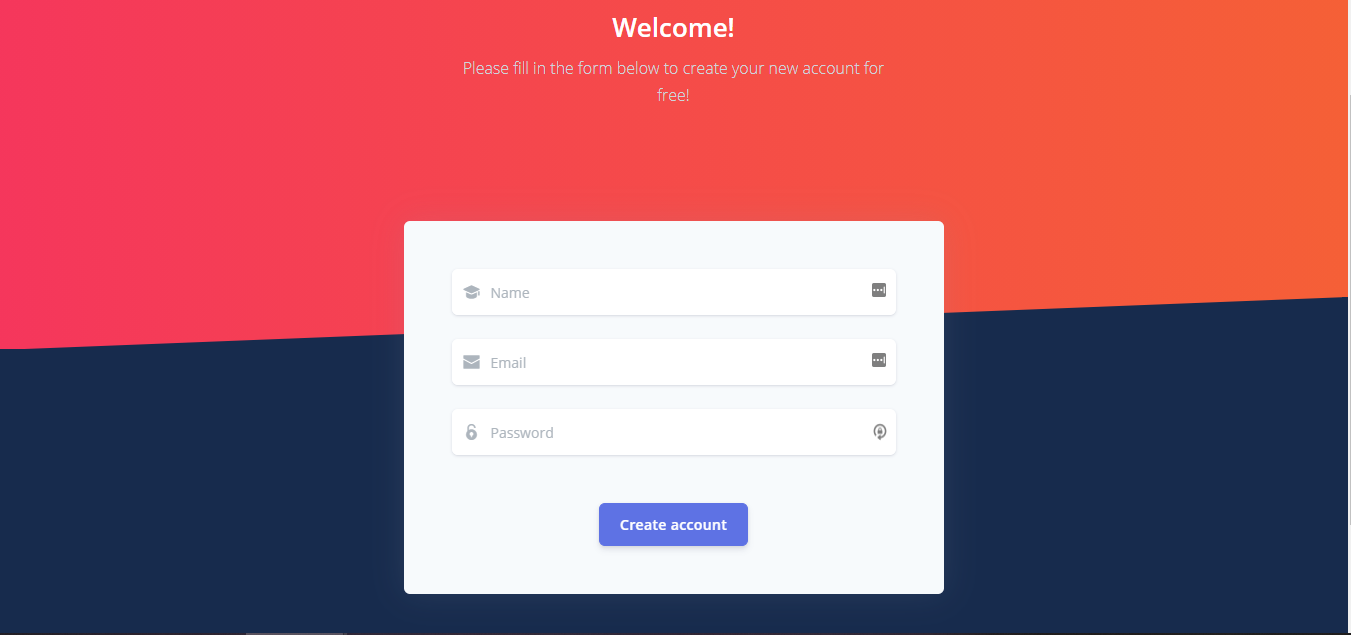 Welcome!
Please fill in the form below to create your new account for
free!
Name
Email
Password
Create account